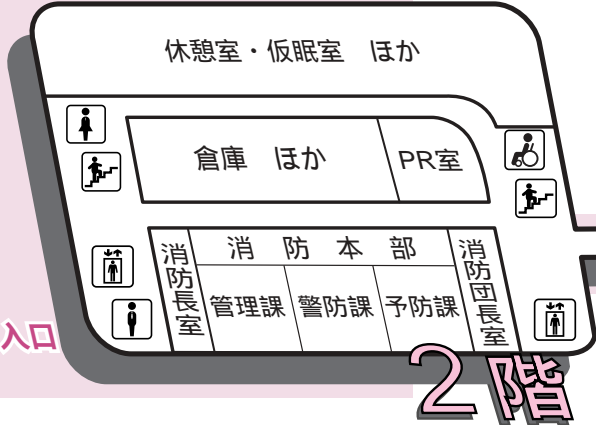 休憩室・仮眠室 ほか
倉庫 ほか
PR室
消防長室
消防本部
消防団長室
管理課
警防課
予防課
入口
2階